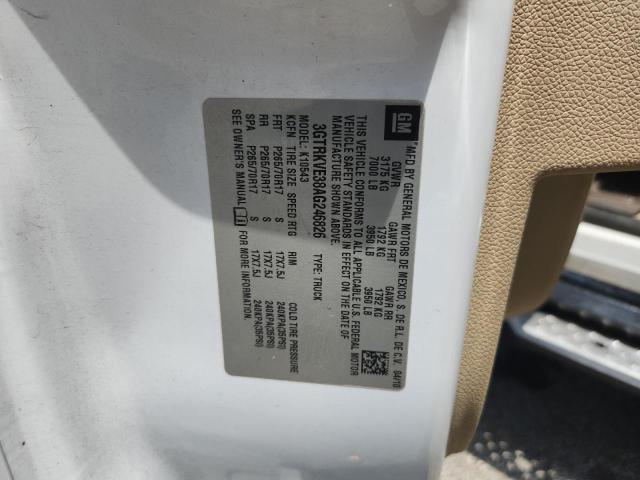 GM
MFD BY GENERAL MOTORS DE MEXICO, S. DE R.L. DE C.V. 04/10
GVWR GAWR FRT GAWR RR
3175 KG 1792 KG 1792 KG
7000 LB 3950 LB 3950 LB
THIS VEHICLE CONFORMS TO ALL APPLICABLE U.S. FEDERAL MOTOR
VEHICLE SAFETY STANDARDS IN EFFECT ON THE DATE OF
MANUFACTURE SHOWN ABOVE.
3GTRKVE38AG246826 TYPE: TRUCK
MODEL: K10543
KCFN TIRE SIZE SPEED RTG RIM COLD TIRE PRESSURE
FRT P265/70R17 S 17X7.5J 240KPA(35PSI)
RR P265/70R17 S 17X7.5J 240KPA(35PSI)
SPA P265/70R17 S 17X7.5J 240KPA(35PSI)
SEE OWNER'S MANUAL FOR MORE INFORMATION.